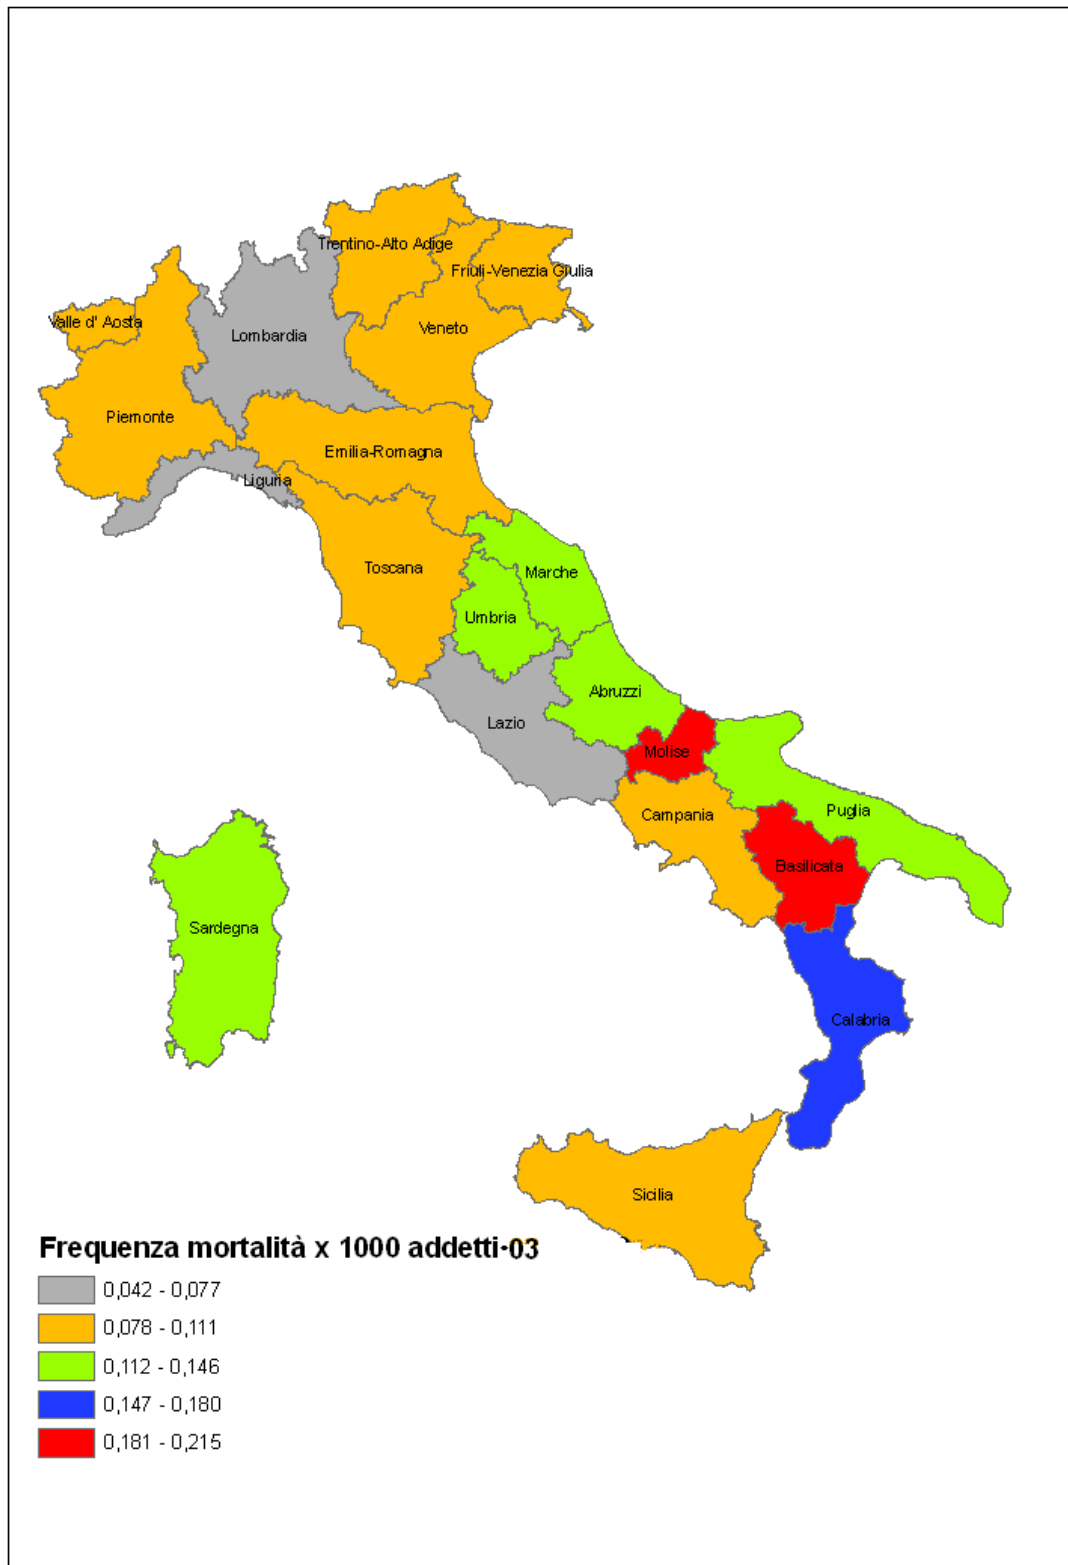 Trentino-Alto Adige
Friuli-Venezia Giulia
Valle d' Aosta
Lombardia
Veneto
Piemonte
Emilia-Romagna
Liguria
Toscana
Marche
Umbria
Abruzzi
Lazio
Molise
Campania
Puglia
Basilicata
Sardegna
Calabria
Sicilia
Frequenza mortalità x 1000 addetti·03
0,042 - 0,077
0,078 - 0,111
0,112 - 0,146
0,147 - 0,180
0,181 - 0,215